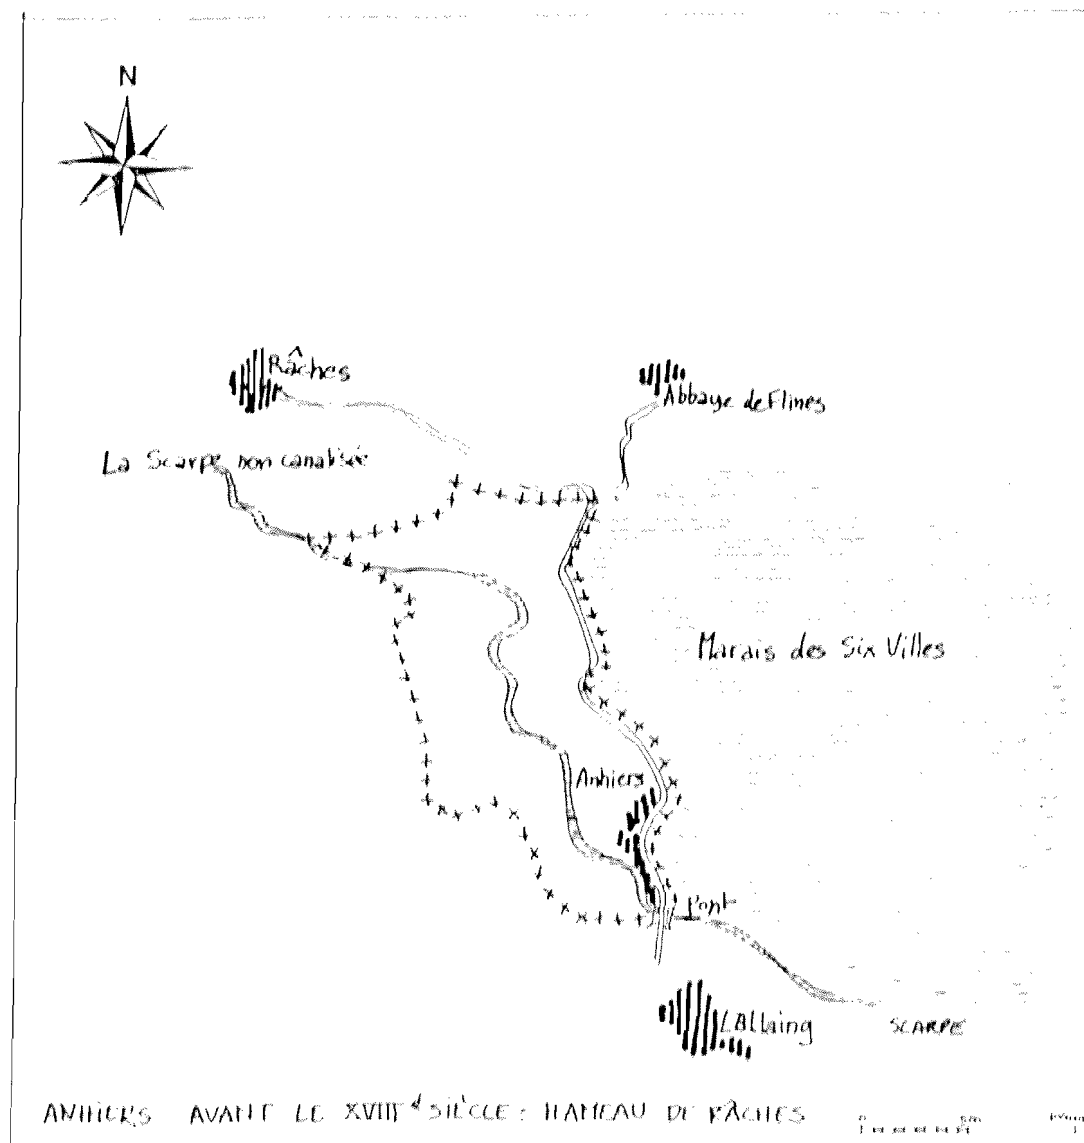 N
Râches
Abbaye de Flines
La Scarpe non canalisée
Marais des Six Villes
Anhiers
Pont
LAllaing
SCARPE
ANHIERS AVANT LE XVIII SIÈCLE : HAMEAU DE RÂCHES